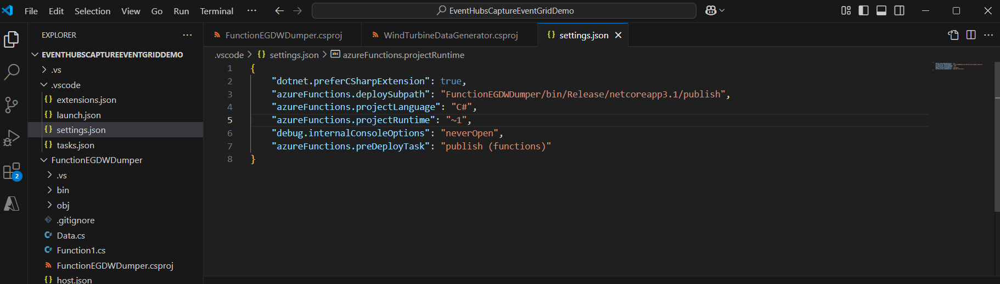 File Edit Selection View Go Run Terminal ··· EventHubsCaptureEventGridDemo
EXPLORER ···
EVENTHUBSCAPTUREEVENTGRIDDEMO
.vs
.vscode
{} extensions.json
{} launch.json
{} settings.json
{} tasks.json
FunctionEGDWDumper
.vs
bin
obj
.gitignore
C# Data.cs
C# Function1.cs
FunctionEGDWDumper.csproj
{} host.json
2
FunctionEGDWDumper.csproj WindTurbineDataGenerator.csproj {} settings.json
.vscode > {} settings.json > abc azureFunctions.projectRuntime
1 {
2 "dotnet.preferCSharpExtension": true,
3 "azureFunctions.deploySubpath": "FunctionEGDWDumper/bin/Release/netcoreapp3.1/publish",
4 "azureFunctions.projectLanguage": "C#",
5 "azureFunctions.projectRuntime": "~1",
6 "debug.internalConsoleOptions": "neverOpen",
7 "azureFunctions.preDeployTask": "publish (functions)"
8 }